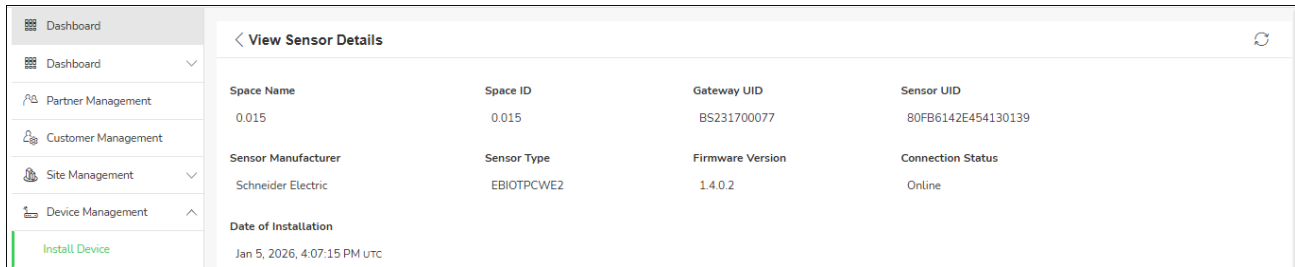 Dashboard
Dashboard
Partner Management
Customer Management
Site Management
Device Management
Install Device
View Sensor Details
Space Name Space ID Gateway UID Sensor UID
0.015 0.015 BS231700077 80FB6142E454130139
Sensor Manufacturer Sensor Type Firmware Version Connection Status
Schneider Electric EBIOTPCWE2 1.4.0.2 Online
Date of Installation
Jan 5, 2026, 4:07:15 PM UTC